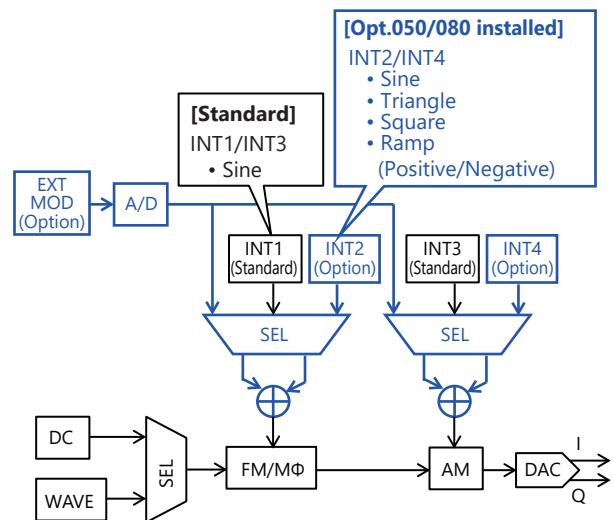 [Opt.050/080 installed]
INT2/INT4
• Sine
• Triangle
• Square
• Ramp
(Positive/Negative)
[Standard]
INT1/INT3
• Sine
EXT
MOD
(Option)
A/D
INT1
(Standard)
INT2
(Option)
INT3
(Standard)
INT4
(Option)
SEL
SEL
DC
WAVE
SEL
FM/MΦ
AM
DAC
I
Q